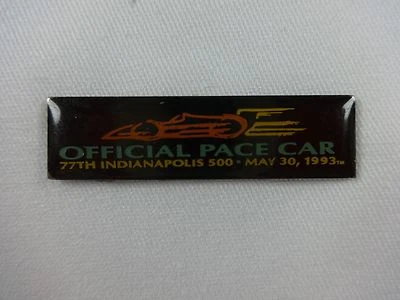 OFFICIAL PACE CAR
77TH INDIANAPOLIS 500 • MAY 30, 1993™